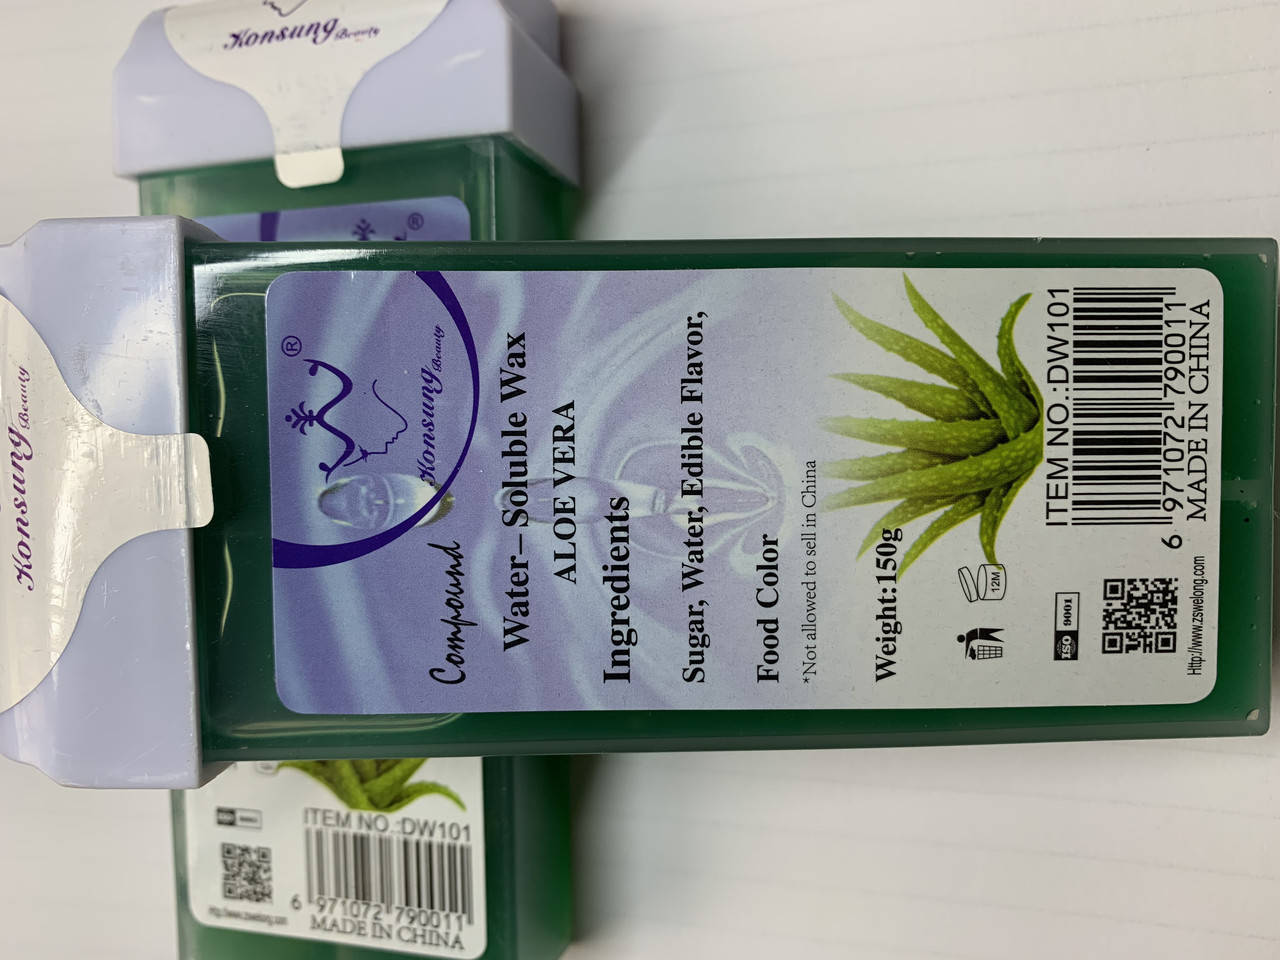 Konsung Beauty
®
Konsung Beauty
®
Konsung Beauty
Compound
Water–Soluble Wax
ALOE VERA
Ingredients
Sugar, Water, Edible Flavor,
Food Color
*Not allowed to sell in China
Weight:150g
12M
ISO 9001
ITEM NO.:DW101
6 971072 790011
MADE IN CHINA
Http://www.zswelong.com
ISO
ITEM NO.:DW101
6 971072 790011
MADE IN CHINA